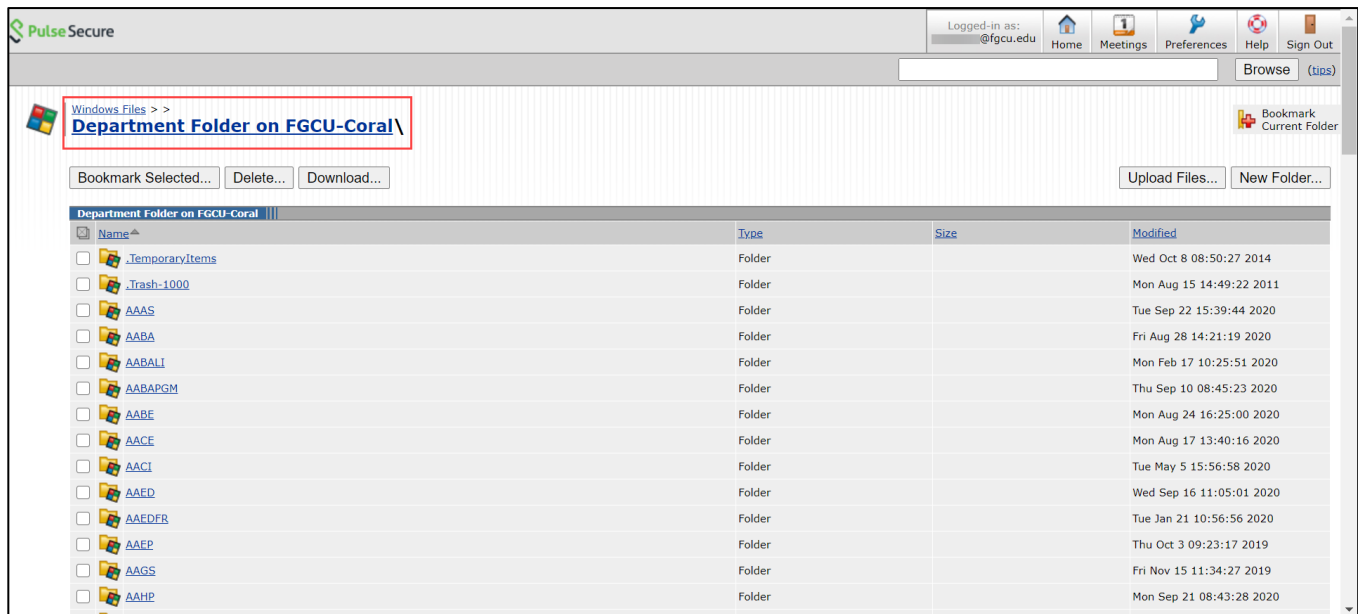 Pulse Secure
Logged-in as:
@fgcu.edu
Home
1
Meetings
Preferences
Help
Sign Out
Browse (tips)
Windows Files > >
Department Folder on FGCU-Coral\
Bookmark
Current Folder
Bookmark Selected... Delete... Download... Upload Files... New Folder...
Department Folder on FGCU-Coral
Name Type Size Modified
.TemporaryItems Folder Wed Oct 8 08:50:27 2014
.Trash-1000 Folder Mon Aug 15 14:49:22 2011
AAAS Folder Tue Sep 22 15:39:44 2020
AABA Folder Fri Aug 28 14:21:19 2020
AABALI Folder Mon Feb 17 10:25:51 2020
AABAPGM Folder Thu Sep 10 08:45:23 2020
AABE Folder Mon Aug 24 16:25:00 2020
AACE Folder Mon Aug 17 13:40:16 2020
AACI Folder Tue May 5 15:56:58 2020
AAED Folder Wed Sep 16 11:05:01 2020
AAEDFR Folder Tue Jan 21 10:56:56 2020
AAEP Folder Thu Oct 3 09:23:17 2019
AAGS Folder Fri Nov 15 11:34:27 2019
AAHP Folder Mon Sep 21 08:43:28 2020